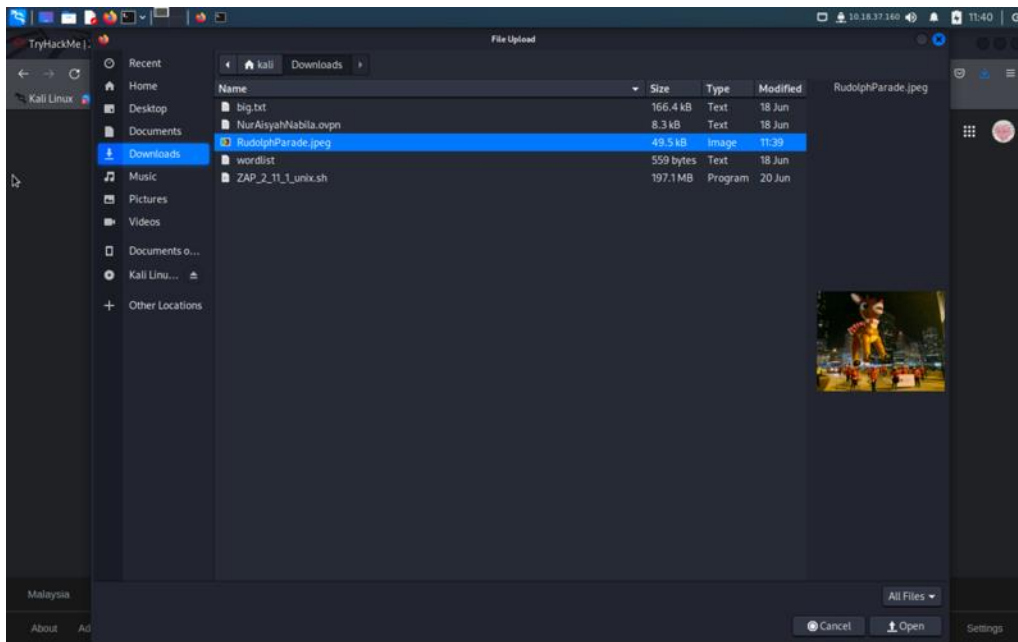 10.18.37.160 11:40 G
TryHackMe | File Upload
Kali Linux
Recent
Home
Desktop
Documents
Downloads
Music
Pictures
Videos
Documents o...
Kali Linu...
Other Locations
kali Downloads
Name Size Type Modified
big.txt 166.4 kB Text 18 Jun
NurAisyahNabila.ovpn 8.3 kB Text 18 Jun
RudolphParade.jpeg 49.5 kB Image 11:39
wordlist 559 bytes Text 18 Jun
ZAP_2_11_1_unix.sh 197.1 MB Program 20 Jun
RudolphParade.jpeg
All Files
Cancel Open
Malaysia
About Ad Settings